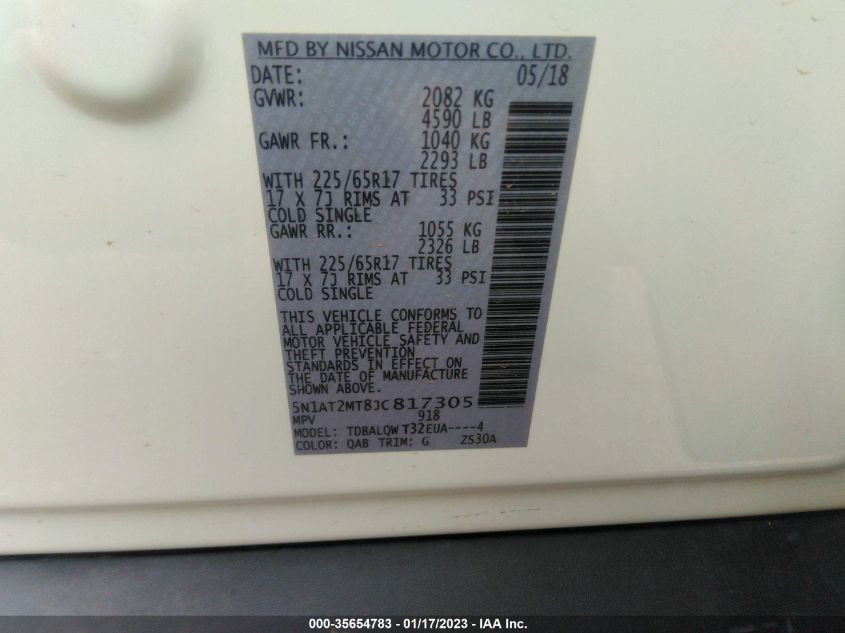 MFD BY NISSAN MOTOR CO., LTD.
DATE: 05/18
GVWR: 2082 KG
4590 LB
GAWR FR.: 1040 KG
2293 LB
WITH 225/65R17 TIRES
17 X 7J RIMS AT 33 PSI
COLD SINGLE
GAWR RR.: 1055 KG
2326 LB
WITH 225/65R17 TIRES
17 X 7J RIMS AT 33 PSI
COLD SINGLE
THIS VEHICLE CONFORMS TO
ALL APPLICABLE FEDERAL
MOTOR VEHICLE SAFETY AND
THEFT PREVENTION
STANDARDS IN EFFECT ON
THE DATE OF MANUFACTURE
SHOWN ABOVE.
5N1AT2MT8JC817305
MPV 918
MODEL: TDBALQW T32EUA----4
COLOR: QAB TRIM: G ZS30A
000-35654783 - 01/17/2023 - IAA Inc.